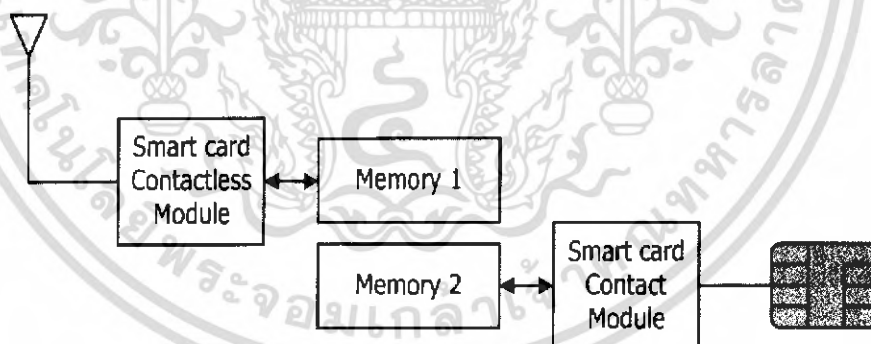 Smart card
Contactless
Module
Memory 1
Memory 2
Smart card
Contact
Module